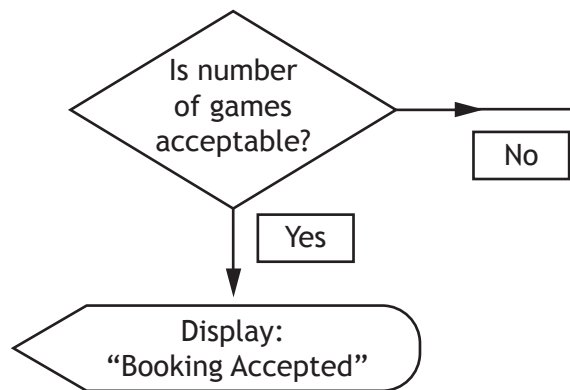 Is number
of games
acceptable?
No
Yes
Display:
“Booking Accepted”